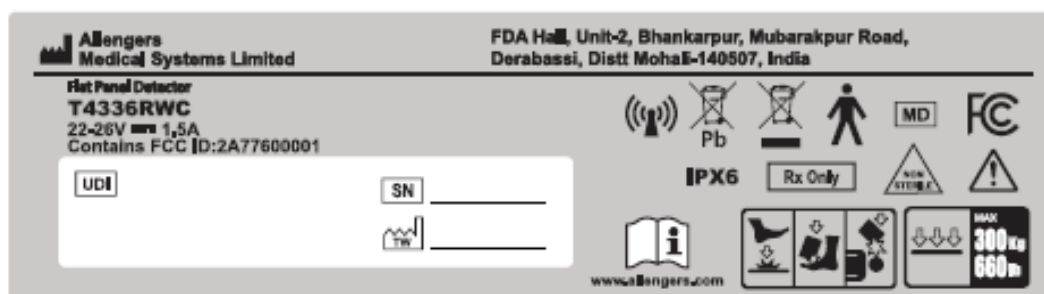 Allengers
Medical Systems Limited
FDA Hall, Unit-2, Bhankarpur, Mubarakpur Road,
Derabassi, Distt Mohali-140507, India
Flat Panel Detector
T4336RWC
22-26V 1,5A
Contains FCC ID:2A77600001
UDI
SN
TW
Pb
MD
FC
IPX6
Rx Only
NON
STERILE
i
www.allengers.com
MAX
300Kg
660lb